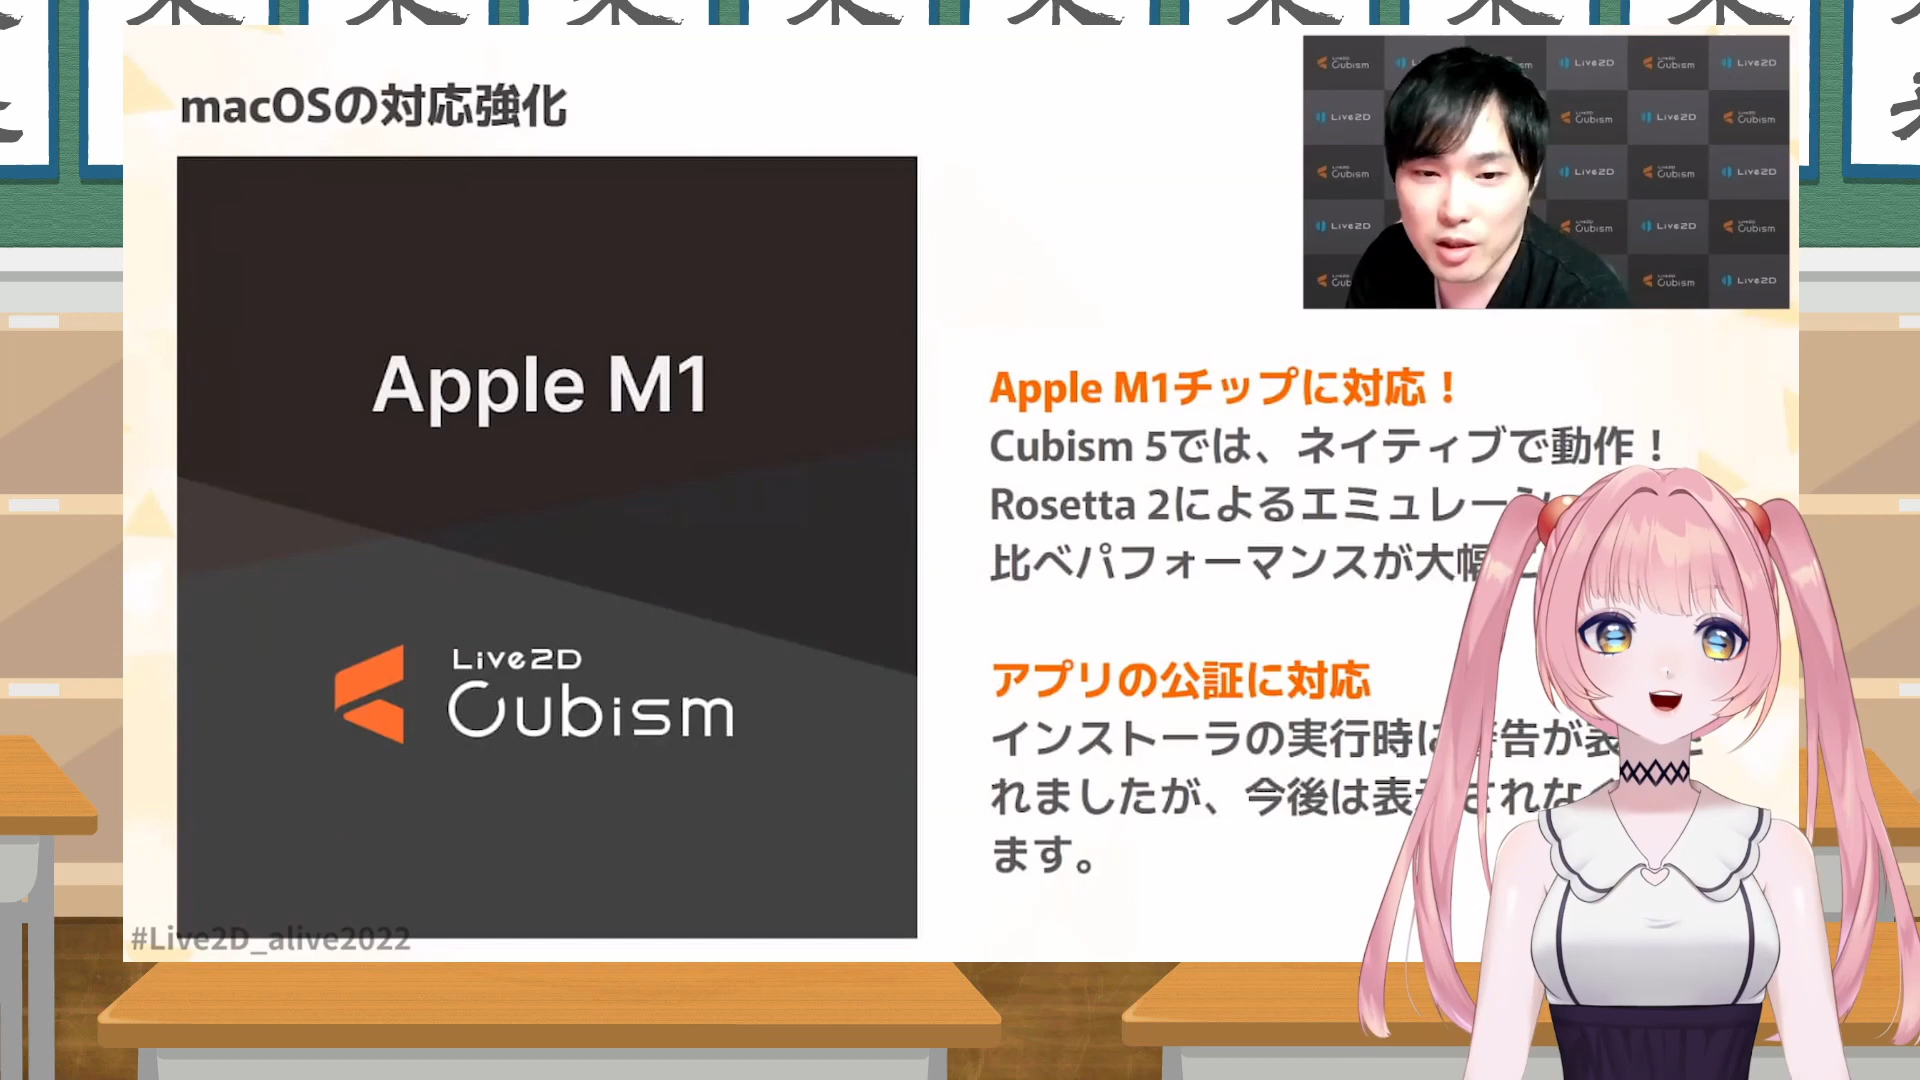 macOSの対応強化
Apple M1
Live2D
Cubism
Apple M1チップに対応！
Cubism 5では、ネイティブで動作！
Rosetta 2によるエミュレー
比べパフォーマンスが大幅
アプリの公証に対応
インストーラの実行時に 告が表
れましたが、今後は表示されな
ます。
#Live2D_alive2022